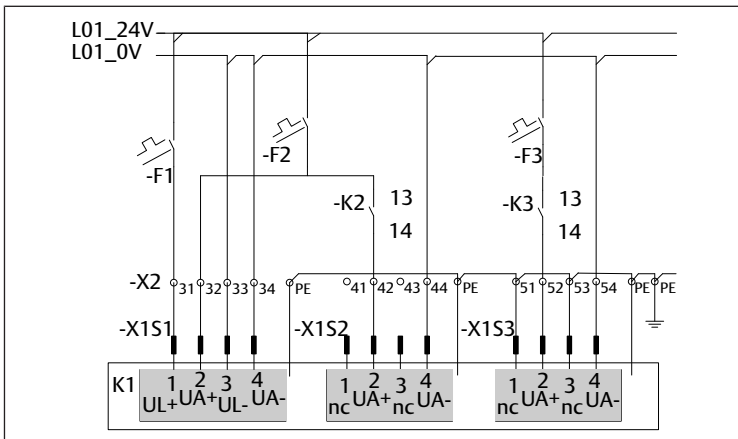 L01_24V
L01_0V
-F1
-F2
-F3
-K2 13
14
-K3 13
14
-X2 31 32 33 34 PE 41 42 43 44 PE 51 52 53 54 PE PE
-X1S1 -X1S2 -X1S3
K1 1 2 3 4 1 2 3 4 1 2 3 4
UL+ UA+ UL- UA- nc UA+ nc UA- nc UA+ nc UA-